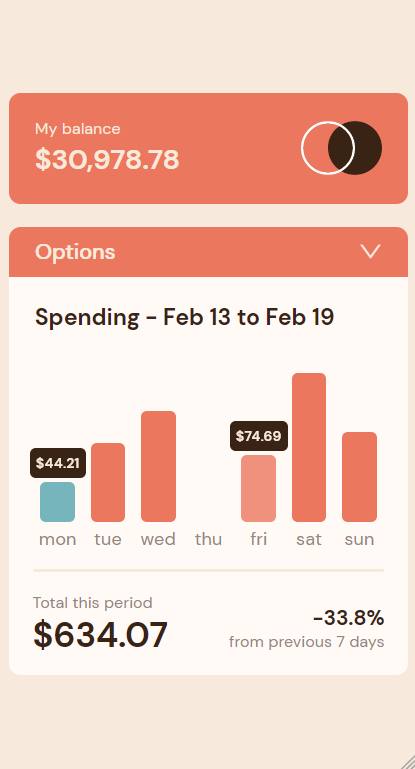 My balance
$30,978.78
Options
Spending - Feb 13 to Feb 19
$44.21
$74.69
mon tue wed thu fri sat sun
Total this period
$634.07
-33.8%
from previous 7 days